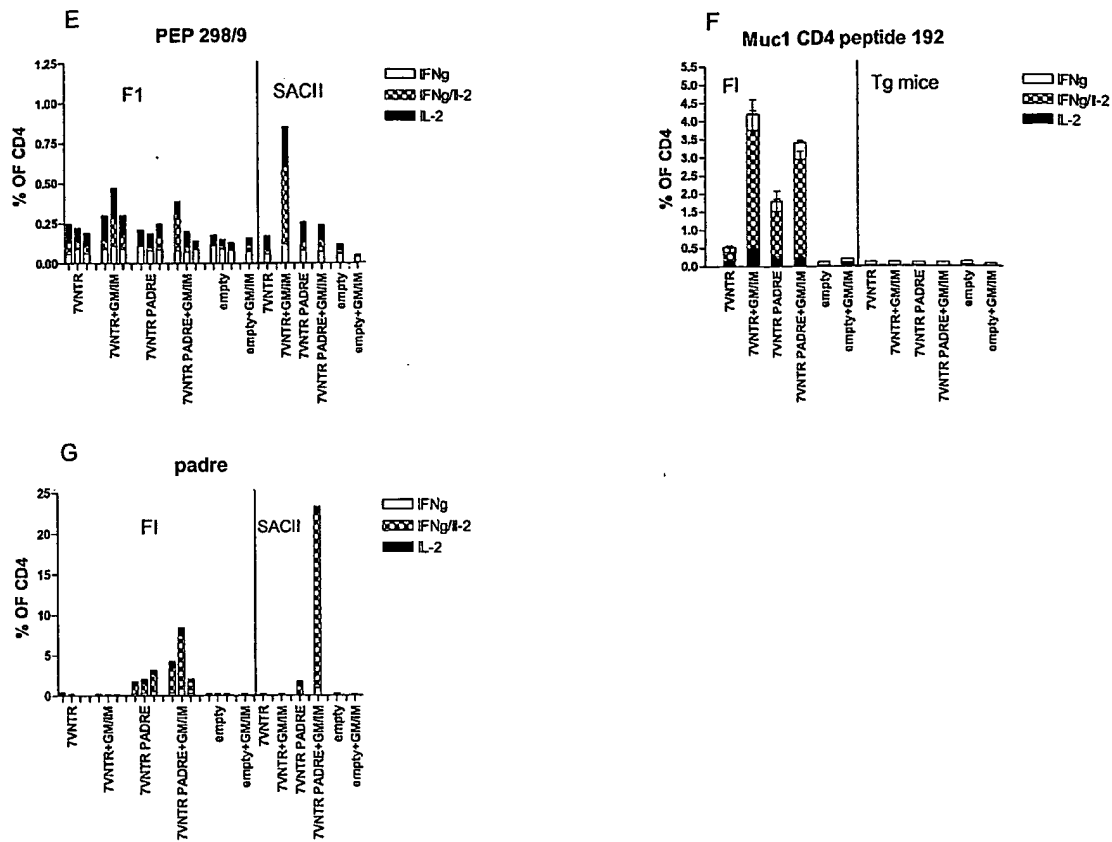 E
PEP 298/9
% OF CD4
1.25
1.00
0.75
0.50
0.25
0.00
F1
SACII
IFNg
IFNg/Il-2
IL-2
7VNTR
7VNTR+GM/IM
7VNTR PADRE
7VNTR PADRE+GM/IM
empty
empty+GM/IM
7VNTR
7VNTR+GM/IM
7VNTR PADRE
7VNTR PADRE+GM/IM
empty
empty+GM/IM
F
Muc1 CD4 peptide 192
% OF CD4
5.5
5.0
4.5
4.0
3.5
3.0
2.5
2.0
1.5
1.0
0.5
0.0
FI
Tg mice
IFNg
IFNg/Il-2
IL-2
7VNTR
7VNTR+GM/IM
7VNTR PADRE
7VNTR PADRE+GM/IM
empty
empty+GM/IM
7VNTR
7VNTR+GM/IM
7VNTR PADRE
7VNTR PADRE+GM/IM
empty
empty+GM/IM
G
padre
% OF CD4
25
20
15
10
5
0
FI
SACII
IFNg
IFNg/Il-2
IL-2
7VNTR
7VNTR+GM/IM
7VNTR PADRE
7VNTR PADRE+GM/IM
empty
empty+GM/IM
7VNTR
7VNTR+GM/IM
7VNTR PADRE
7VNTR PADRE+GM/IM
empty
empty+GM/IM